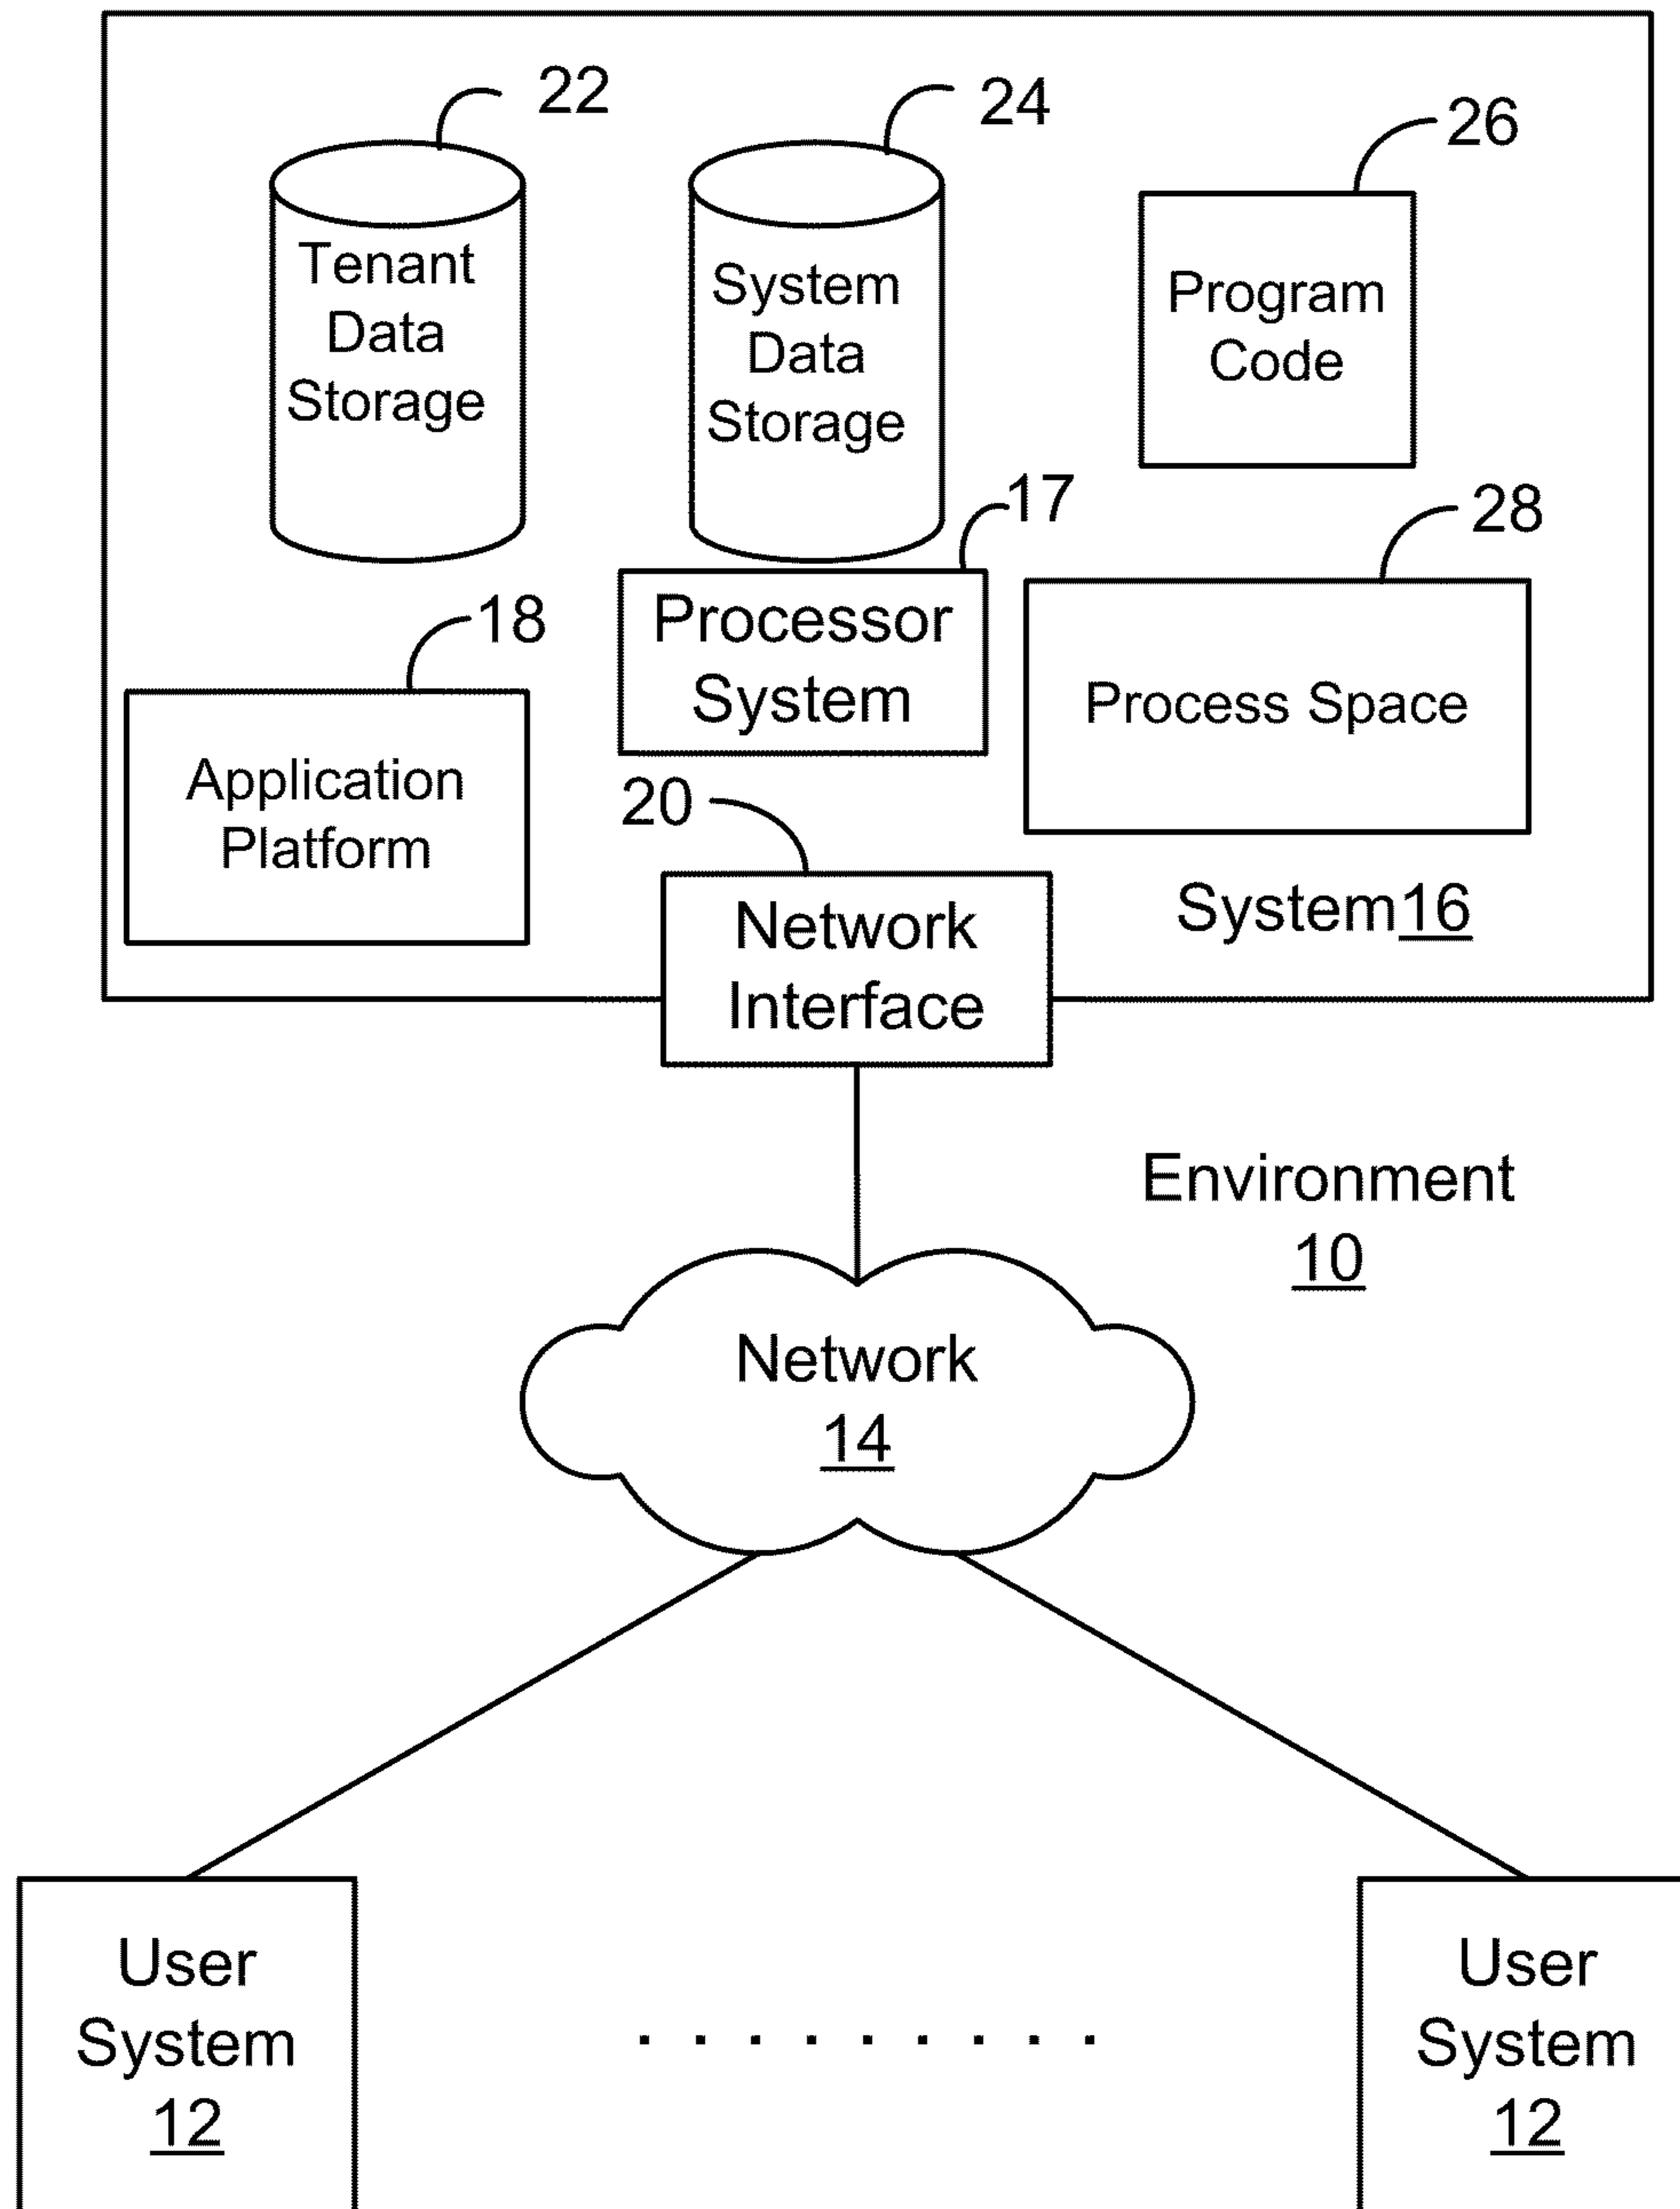 22
24
26
Tenant
Data
Storage
System
Data
Storage
Program
Code
17
28
18
Processor
System
Process Space
Application
Platform
20
System16
Network
Interface
Environment
10
Network
14
User
System
12
. . . . . . . . .
User
System
12